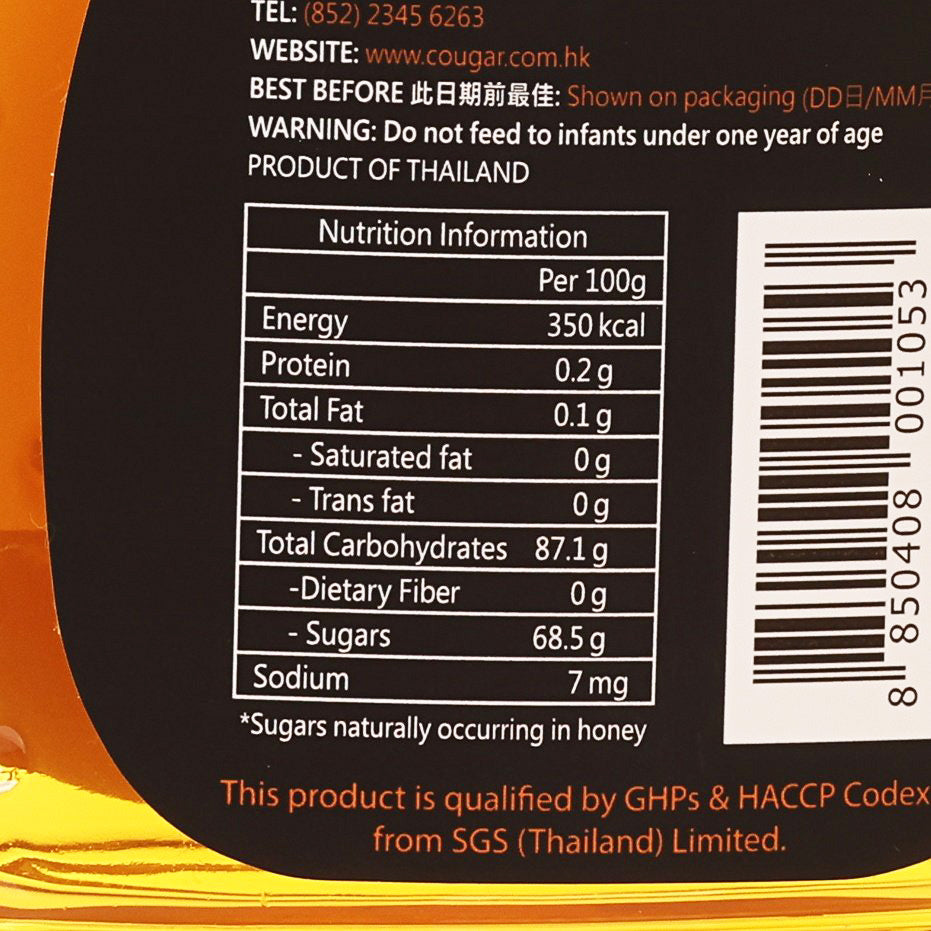 TEL: (852) 2345 6263
WEBSITE: www.cougar.com.hk
BEST BEFORE 此日期前最佳: Shown on packaging (DD日/MM月
WARNING: Do not feed to infants under one year of age
PRODUCT OF THAILAND
Nutrition Information
Per 100g
Energy 350 kcal
Protein 0.2 g
Total Fat 0.1 g
- Saturated fat 0 g
- Trans fat 0 g
Total Carbohydrates 87.1 g
-Dietary Fiber 0 g
- Sugars 68.5 g
Sodium 7 mg
*Sugars naturally occurring in honey
This product is qualified by GHPs & HACCP Codex
from SGS (Thailand) Limited.
8 850408 001053